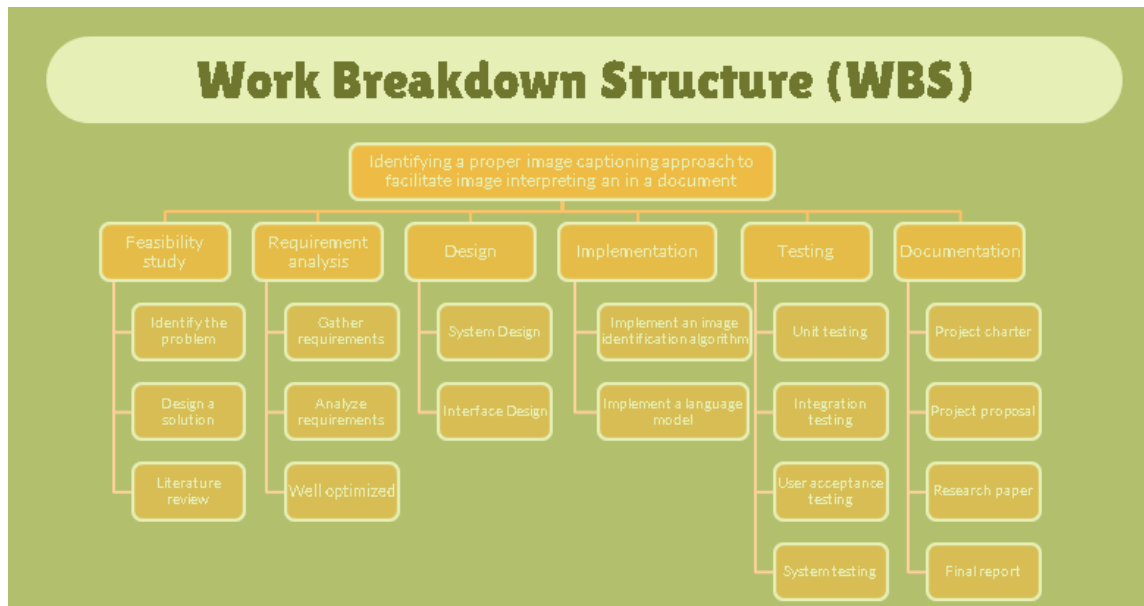 Work Breakdown Structure (WBS)
Identifying a proper image captioning approach to
facilitate image interpreting an in a document
Feasibility
study
Requirement
analysis
Design
Implementation
Testing
Documentation
Identify the
problem
Design a
solution
Literature
review
Gather
requirements
Analyze
requirements
Well optimized
System Design
Interface Design
Implement an image
identification algorithm
Implement a language
model
Unit testing
Integration
testing
User acceptance
testing
System testing
Project charter
Project proposal
Research paper
Final report